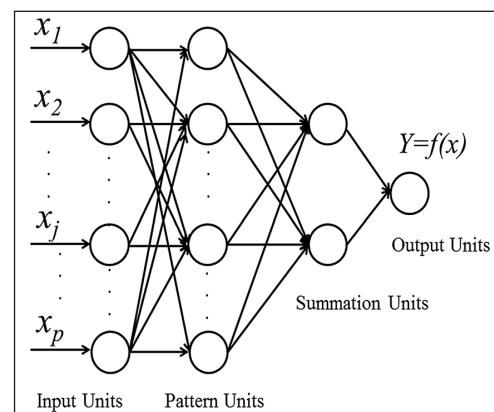 x1
x2
Y=f(x)
xj
Output Units
Summation Units
xp
Input Units Pattern Units